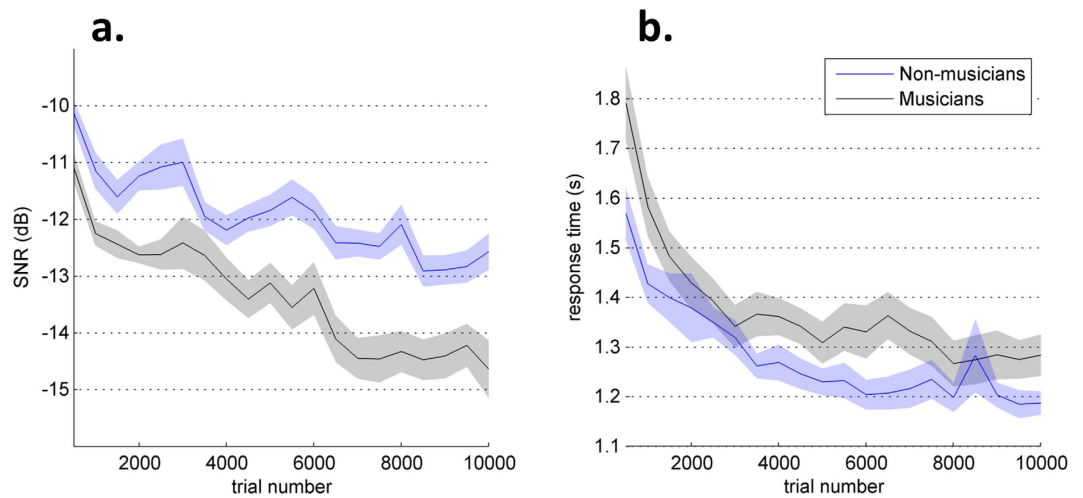 a.
SNR (dB)
-10
-11
-12
-13
-14
-15
2000 4000 6000 8000 10000
trial number
b.
Non-musicians
Musicians
response time (s)
1.8
1.7
1.6
1.5
1.4
1.3
1.2
1.1
2000 4000 6000 8000 10000
trial number